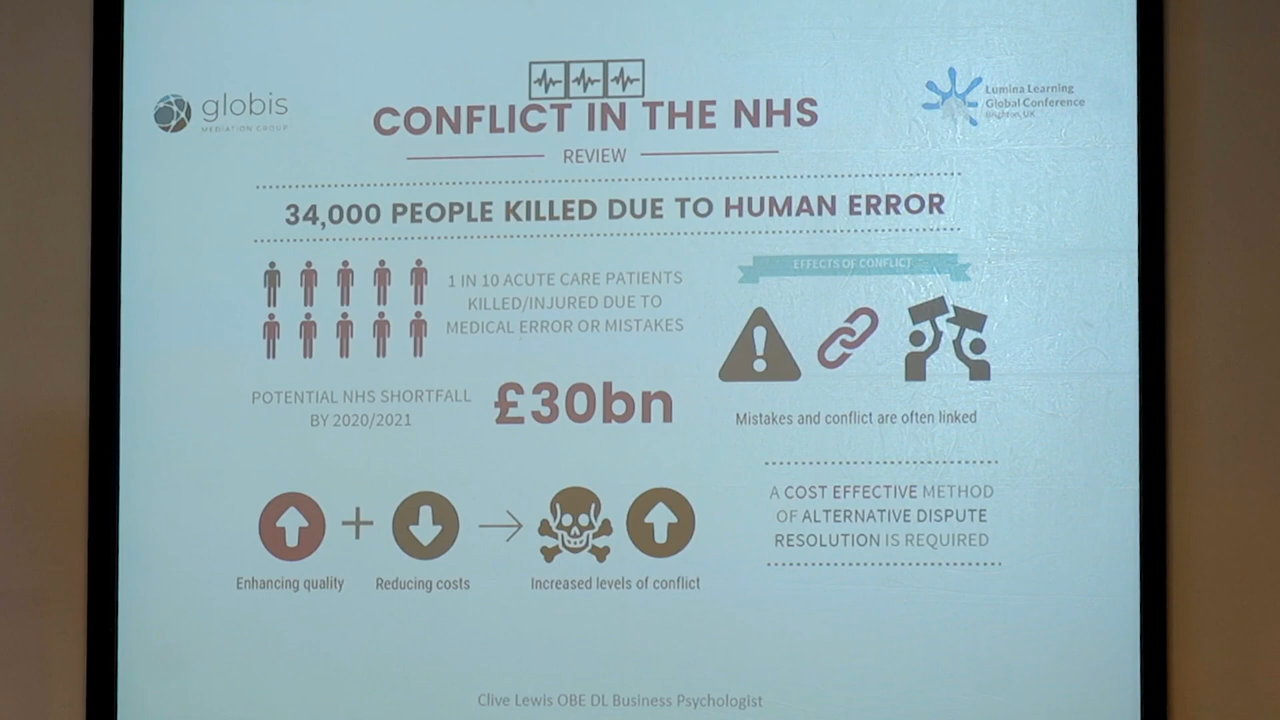 globis
MEDIATION GROUP
CONFLICT IN THE NHS
REVIEW
Lumina Learning
Global Conference
Brighton, UK
34,000 PEOPLE KILLED DUE TO HUMAN ERROR
1 IN 10 ACUTE CARE PATIENTS
KILLED/INJURED DUE TO
MEDICAL ERROR OR MISTAKES
POTENTIAL NHS SHORTFALL
BY 2020/2021
£30bn
EFFECTS OF CONFLICT
Mistakes and conflict are often linked
A COST EFFECTIVE METHOD
OF ALTERNATIVE DISPUTE
RESOLUTION IS REQUIRED
Enhancing quality
Reducing costs
Increased levels of conflict
Clive Lewis OBE DL Business Psychologist